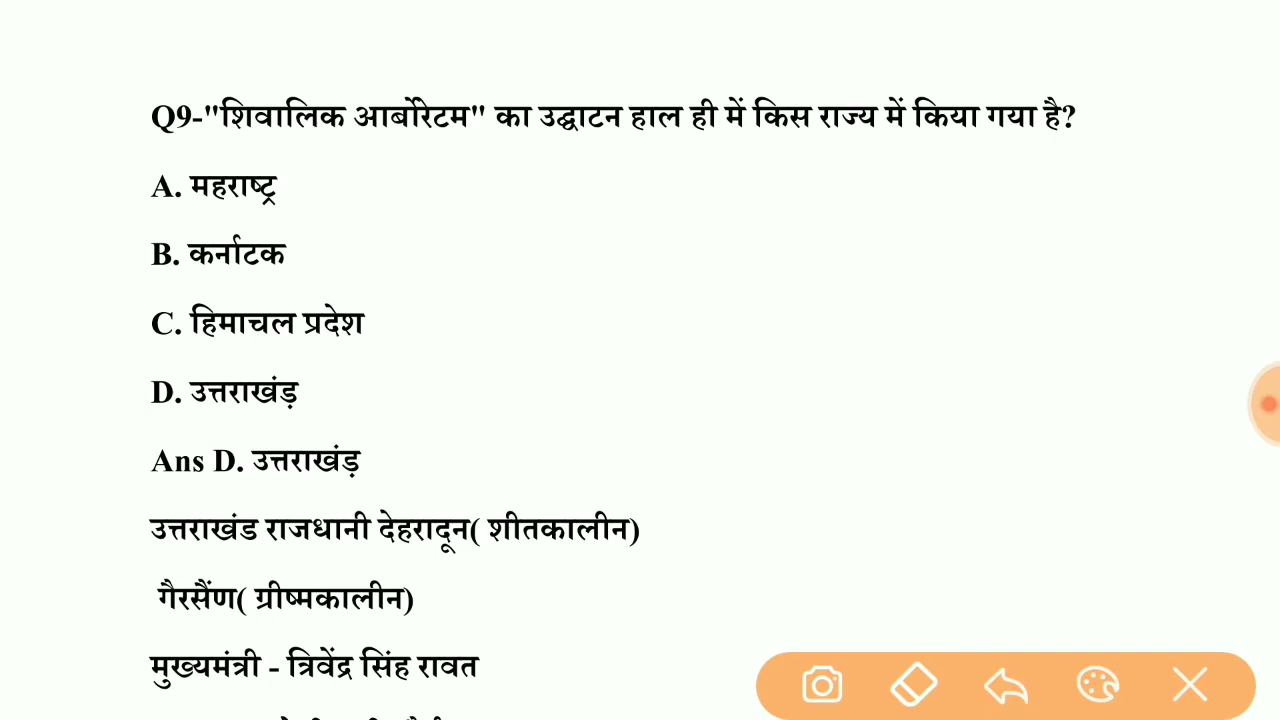 Q9-"शिवालिक आर्बोरेटम" का उद्घाटन हाल ही में किस राज्य में किया गया है?
A. महराष्ट्र
B. कर्नाटक
C. हिमाचल प्रदेश
D. उत्तराखंड़
Ans D. उत्तराखंड़
उत्तराखंड राजधानी देहरादून( शीतकालीन)
गैरसैंण( ग्रीष्मकालीन)
मुख्यमंत्री - त्रिवेंद्र सिंह रावत